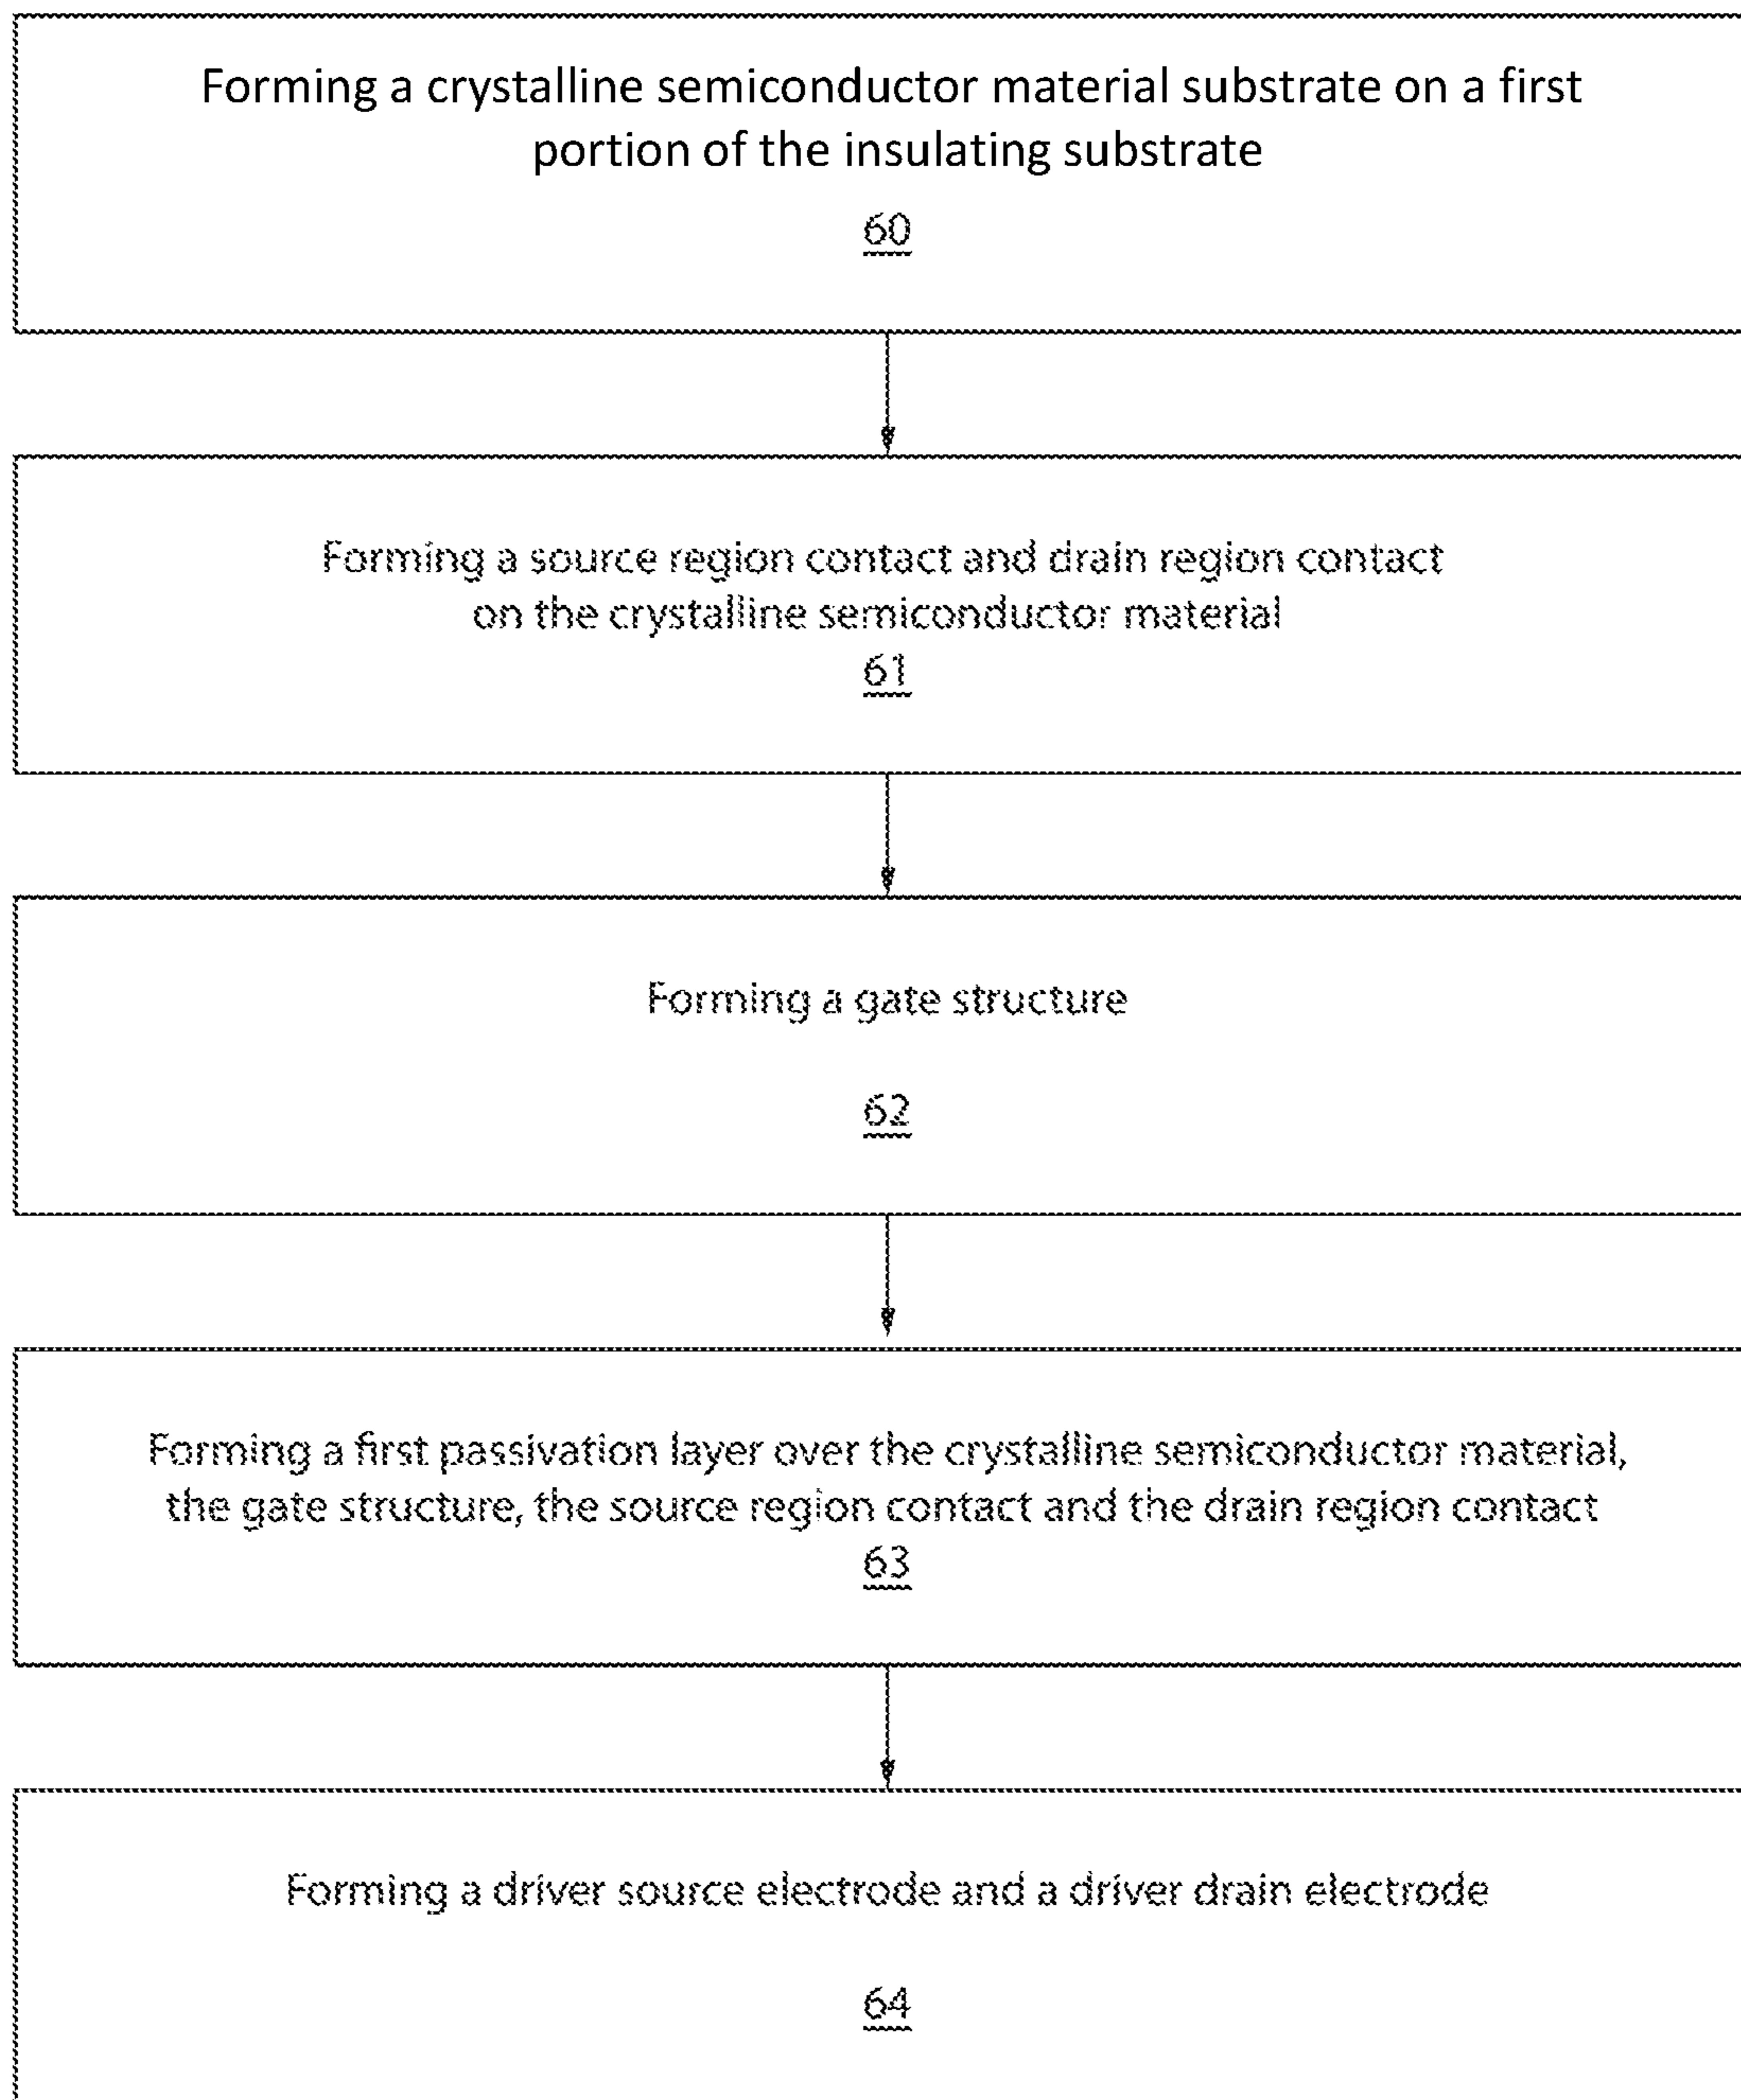 Forming a crystalline semiconductor material substrate on a first
portion of the insulating substrate
60
Forming a source region contact and drain region contact
on the crystalline semiconductor material
61
Forming a gate structure
62
Forming a first passivation layer over the crystalline semiconductor material,
the gate structure, the source region contact and the drain region contact
63
Forming a driver source electrode and a driver drain electrode
64